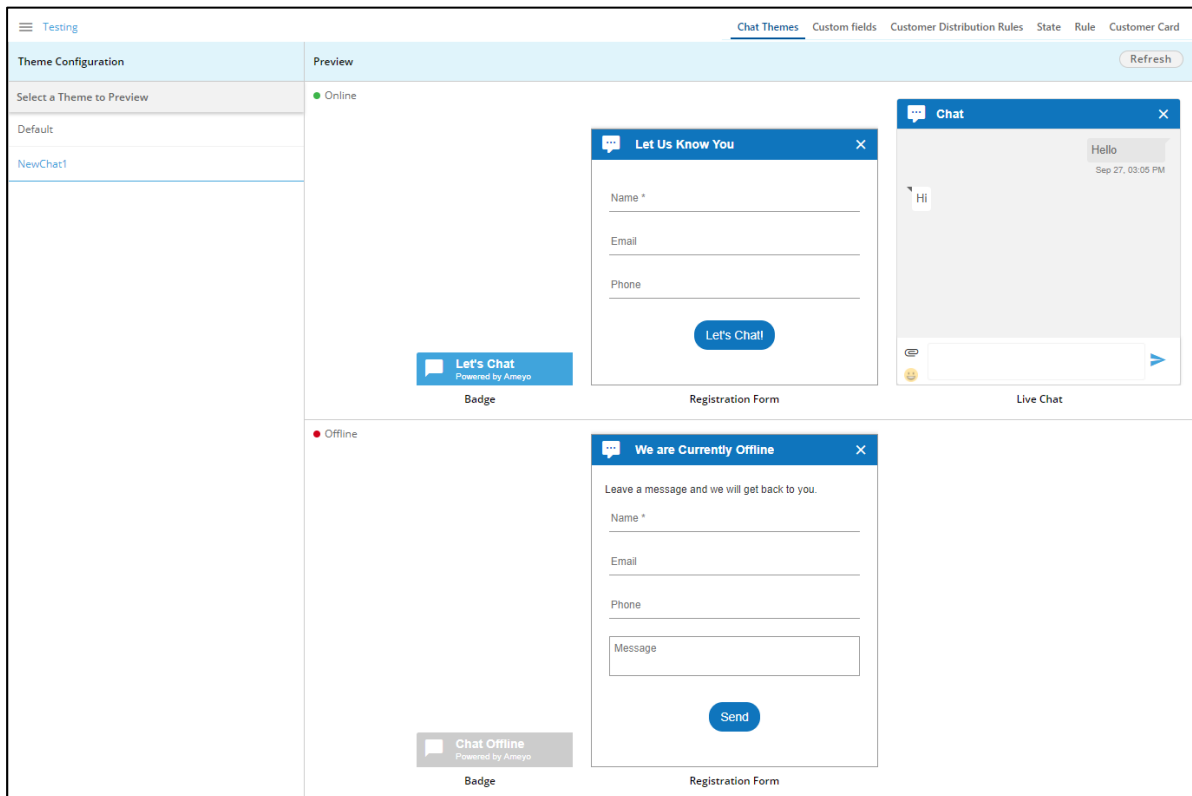 Testing
Chat Themes Custom fields Customer Distribution Rules State Rule Customer Card
Theme Configuration
Preview
Refresh
Select a Theme to Preview
Default
NewChat1
Online
Let's Chat
Powered by Ameyo
Badge
Let Us Know You
Name *
Email
Phone
Let's Chat!
Registration Form
Chat
Hello
Sep 27, 03:05 PM
Hi
Live Chat
Offline
Chat Offline
Powered by Ameyo
Badge
We are Currently Offline
Leave a message and we will get back to you.
Name *
Email
Phone
Message
Send
Registration Form